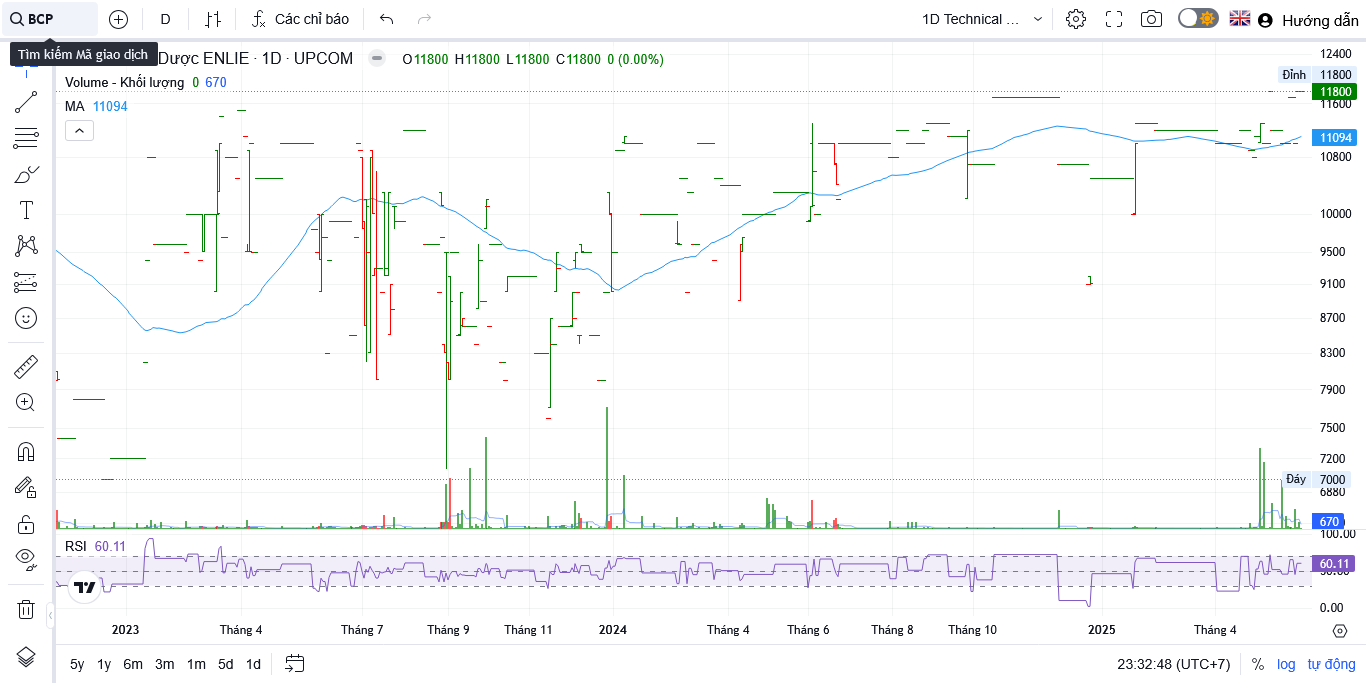 BCP
D
Các chỉ báo
1D Technical ...
Hướng dẫn
Tìm kiếm Mã giao dịch
Dược ENLIE · 1D · UPCOM
O11800 H11800 L11800 C11800 0 (0.00%)
Volume - Khối lượng 0 670
MA 11094
12400
Đỉnh 11800
11800
11600
11094
10800
10000
9500
9100
8700
8300
7900
7500
7200
Đáy 7000
6880
670
100.00
RSI 60.11
60.11
50.00
0.00
2023 Tháng 4 Tháng 7 Tháng 9 Tháng 11 2024 Tháng 4 Tháng 6 Tháng 8 Tháng 10 2025 Tháng 4
5y 1y 6m 3m 1m 5d 1d
23:32:48 (UTC+7) % log tự động